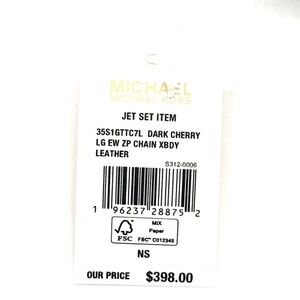 MICHAEL
MICHAEL KORS
JET SET ITEM
35S1GTTC7L DARK CHERRY
LG EW ZP CHAIN XBDY
LEATHER
S312-0006
1 96237 28875 2
FSC
MIX
Paper
FSC® C012345
NS
OUR PRICE $398.00